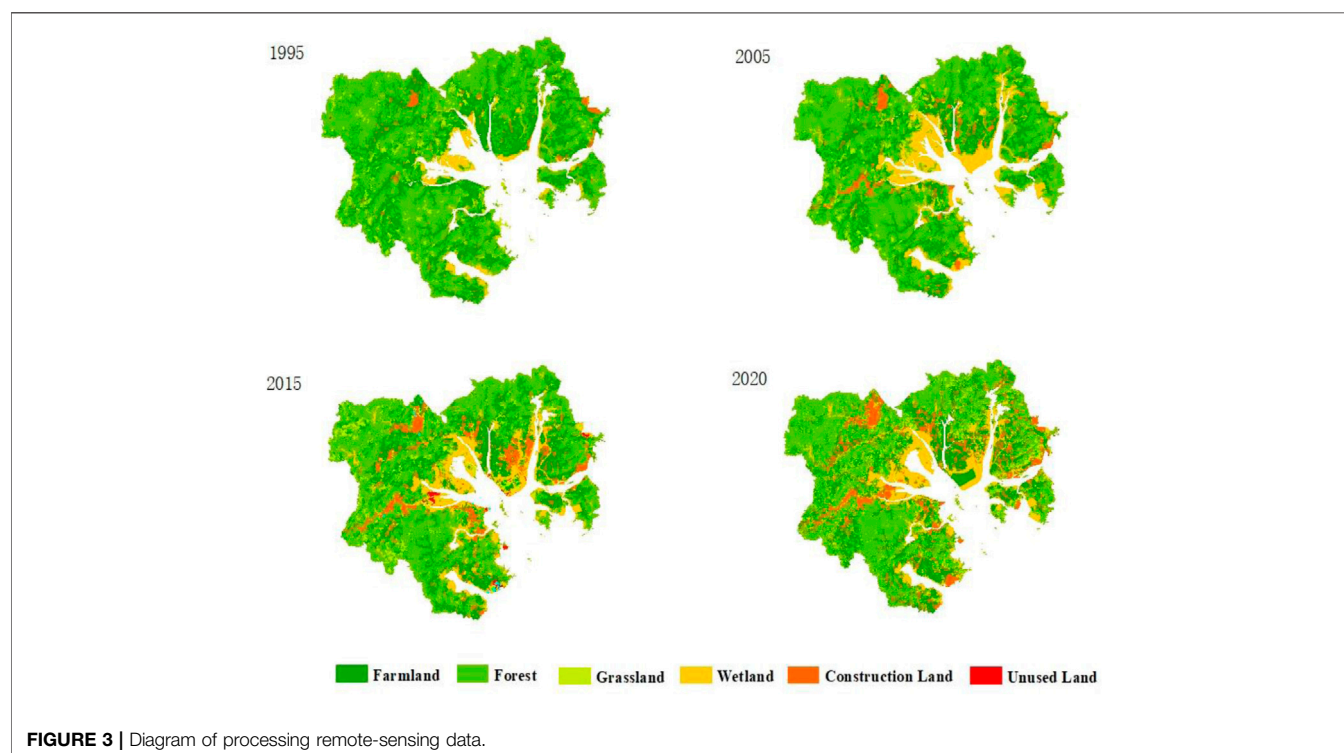 1995
2005
2015
2020
Farmland Forest Grassland Wetland Construction Land Unused Land
FIGURE 3 | Diagram of processing remote-sensing data.